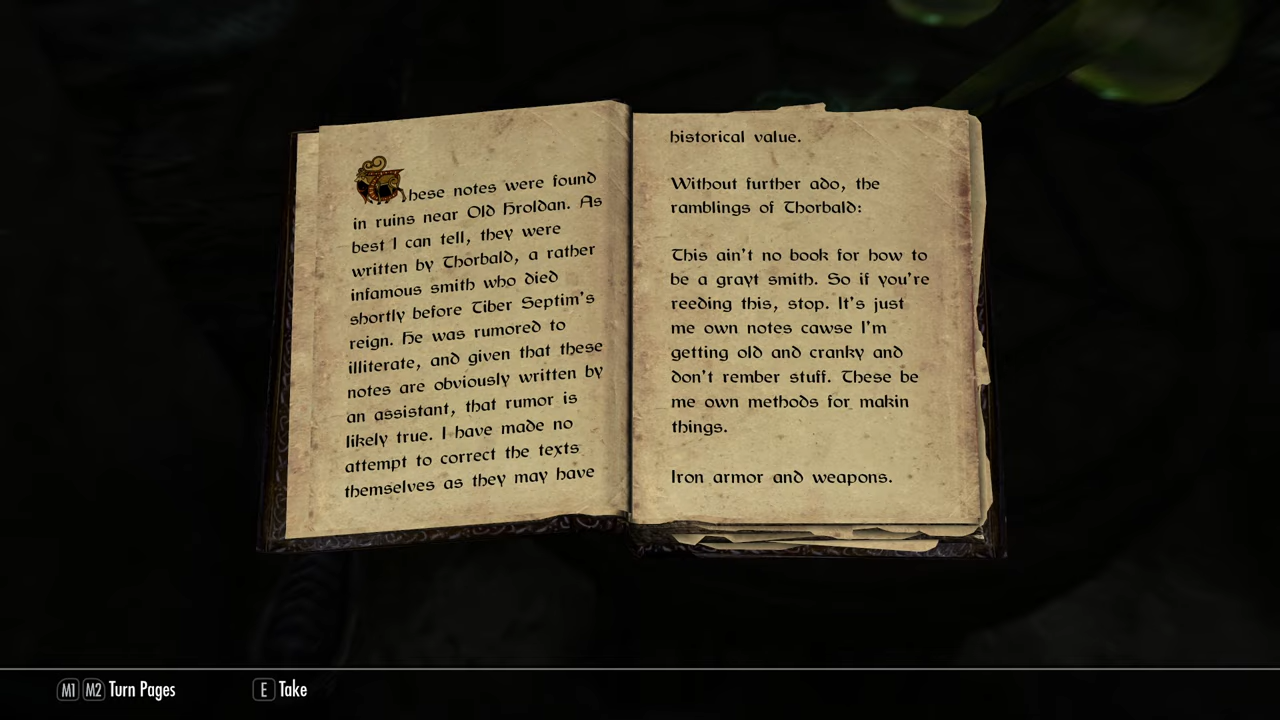 These notes were found
in ruins near Old Hroldan. As
best I can tell, they were
written by Thorbald, a rather
infamous smith who died
shortly before Tiber Septim's
reign. He was rumored to
illiterate, and given that these
notes are obviously written by
an assistant, that rumor is
likely true. I have made no
attempt to correct the texts
themselves as they may have
historical value.
Without further ado, the
ramblings of Thorbald:
This ain't no book for how to
be a grayt smith. So if you're
reeding this, stop. It's just
me own notes cawse I'm
getting old and cranky and
don't rember stuff. These be
me own methods for makin
things.
Iron armor and weapons.
M1 M2 Turn Pages
E Take